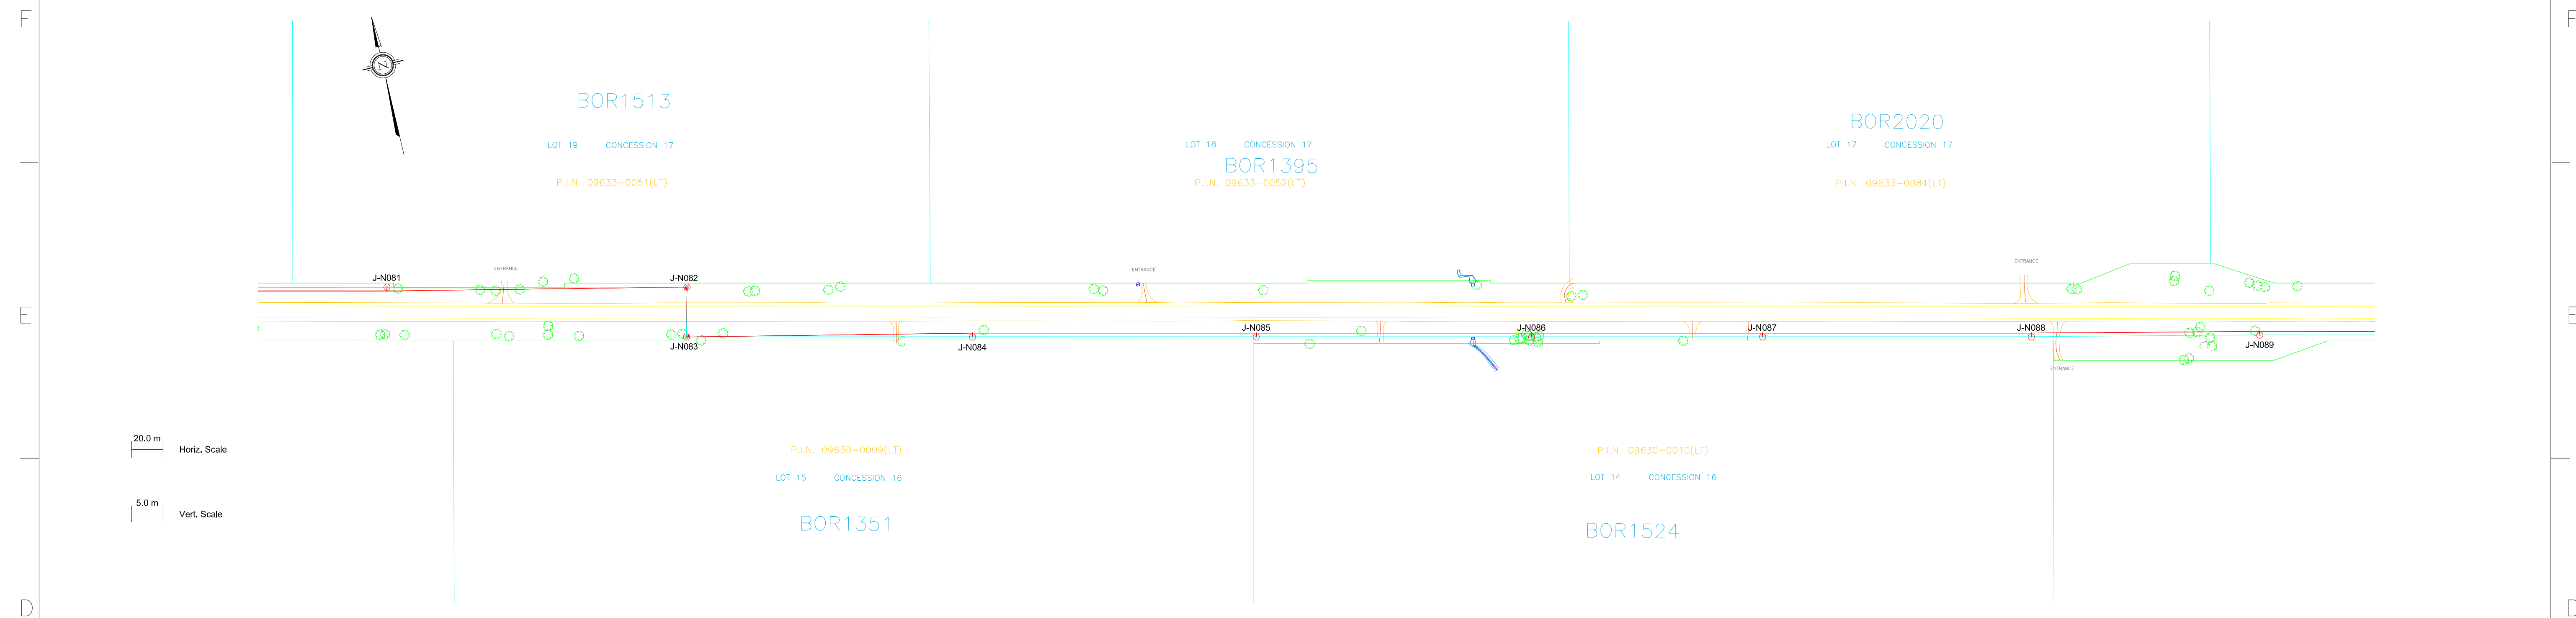 F
F
N
BOR1513
BOR2020
LOT 19 CONCESSION 17
LOT 18 CONCESSION 17
LOT 17 CONCESSION 17
BOR1395
P.I.N. 09633-0051(LT)
P.I.N. 09633-0052(LT)
P.I.N. 09633-0084(LT)
ENTRANCE
ENTRANCE
ENTRANCE
J-N081
J-N082
E
E
J-N083
J-N084
J-N085
J-N086
J-N087
J-N088
J-N089
ENTRANCE
20.0 m
Horiz. Scale
P.I.N. 09630-0009(LT)
P.I.N. 09630-0010(LT)
LOT 15 CONCESSION 16
LOT 14 CONCESSION 16
5.0 m
Vert. Scale
BOR1351
BOR1524
D
D